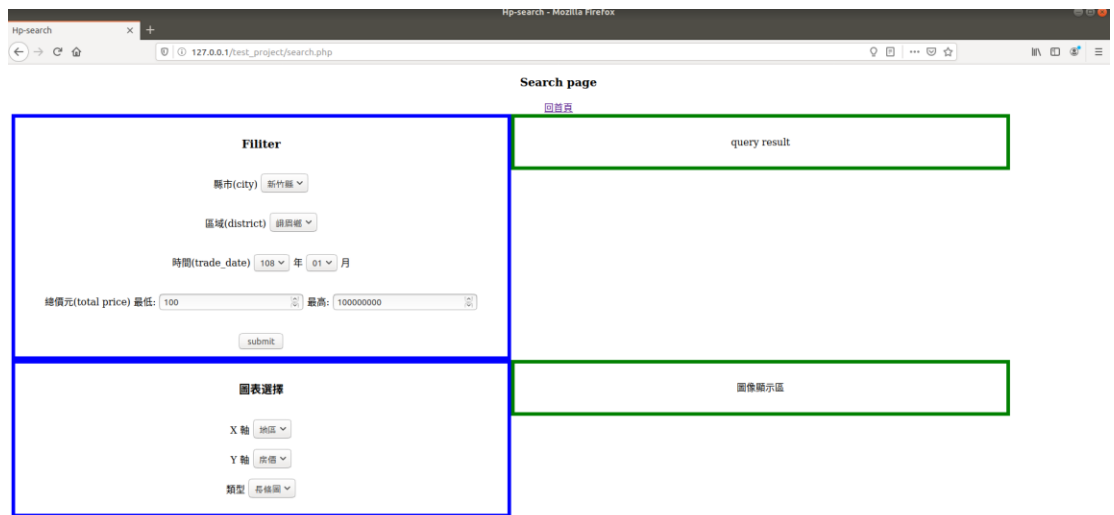 Hp-search - Mozilla Firefox
Hp-search
127.0.0.1/test_project/search.php
Search page
回首頁
Filiter
縣市(city) 新竹縣
區域(district) 峨眉鄉
時間(trade_date) 108 年 01 月
總價元(total price) 最低: 100 最高: 100000000
submit
query result
圖表選擇
X 軸 地區
Y 軸 房價
類型 長條圖
圖像顯示區